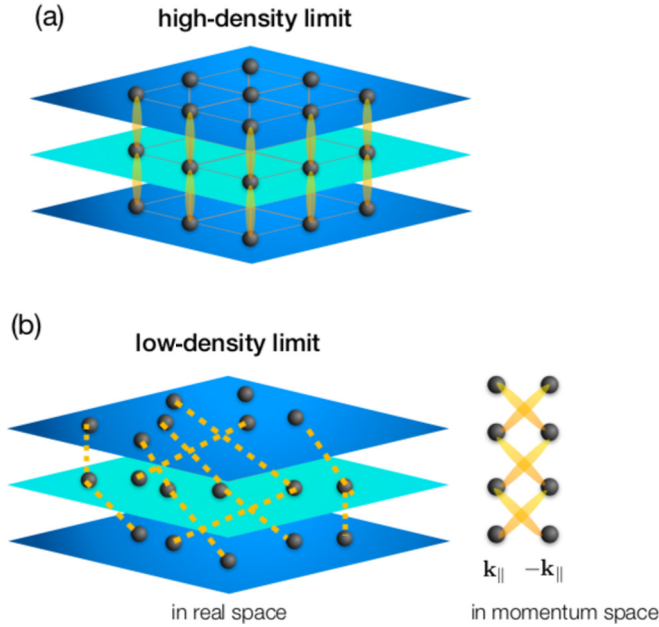 (a)
high-density limit
(b)
low-density limit
k∥ −k∥
in real space
in momentum space